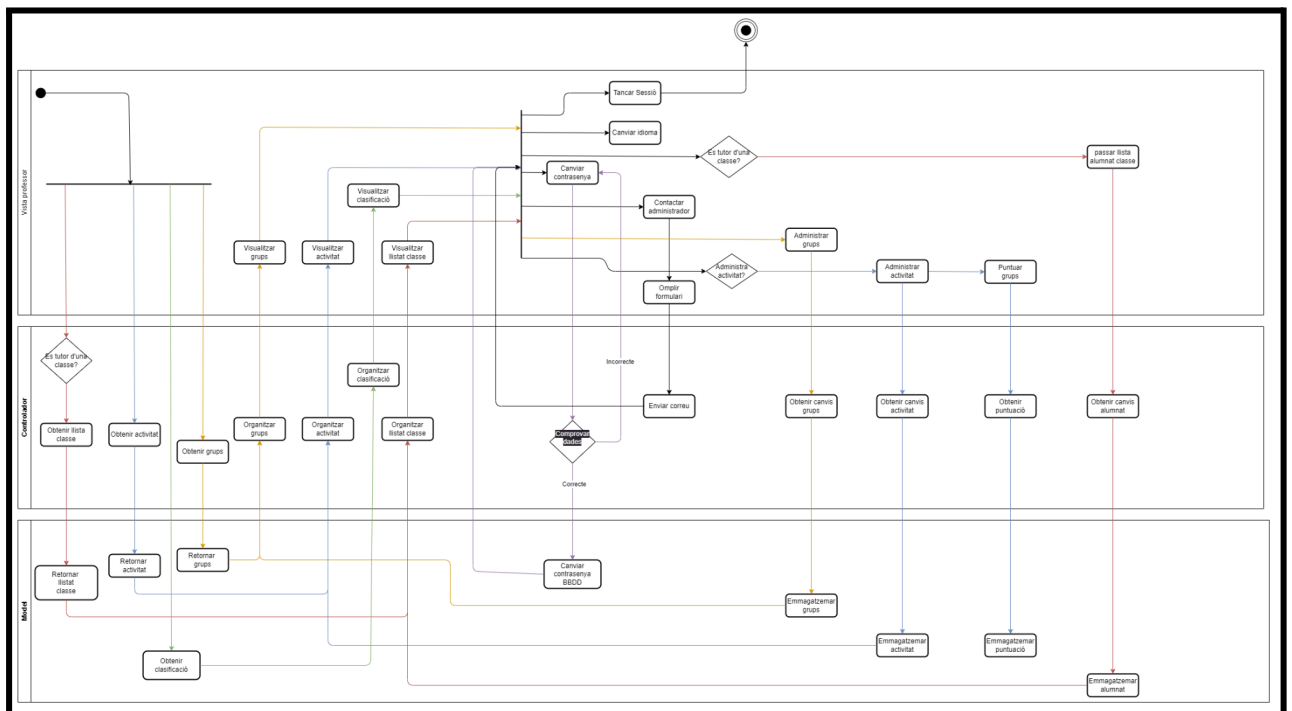 Tancar Sessió
Canviar idioma
Es tutor d'una
classe?
passar llista
alumnat classe
Canviar
contrasenya
Visualitzar
clasificació
Contactar
administrador
Vista professor
Visualitzar
grups
Visualitzar
activitat
Visualitzar
llistat classe
Administrar
grups
Administra
activitat?
Administrar
activitat
Puntuar
grups
Omplir
formulari
Es tutor d'una
classe?
Organitzar
clasificació
Incorrecte
Controlador
Obtenir llista
classe
Obtenir activitat
Obtenir grups
Organitzar
grups
Organitzar
activitat
Organitzar
llistat classe
Enviar correu
Obtenir canvis
grups
Obtenir canvis
activitat
Obtenir
puntuació
Obtenir canvis
alumnat
Comprovar
dades
Correcte
Model
Retornar
llistat
classe
Retornar
activitat
Retornar
grups
Canviar
contrasenya
BBDD
Emmagatzemar
grups
Emmagatzemar
activitat
Emmagatzemar
puntuació
Obtenir
clasificació
Emmagatzemar
alumnat